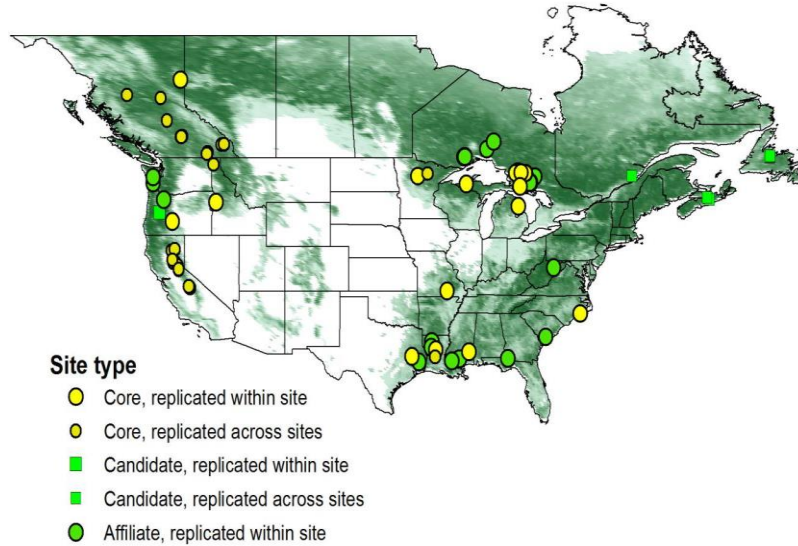 Site type
Core, replicated within site
Core, replicated across sites
Candidate, replicated within site
Candidate, replicated across sites
Affiliate, replicated within site